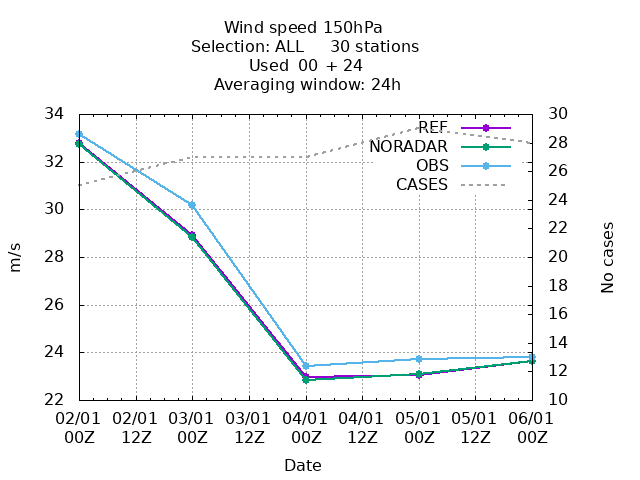 Wind speed 150hPa
Selection: ALL     30 stations
Used  00 + 24
Averaging window: 24h
34
32
30
28
26
24
22
m/s
30
28
26
24
22
20
18
16
14
12
10
No cases
REF
NORADAR
OBS
CASES
02/01 02/01 03/01 03/01 04/01 04/01 05/01 05/01 06/01
00Z 12Z 00Z 12Z 00Z 12Z 00Z 12Z 00Z
Date